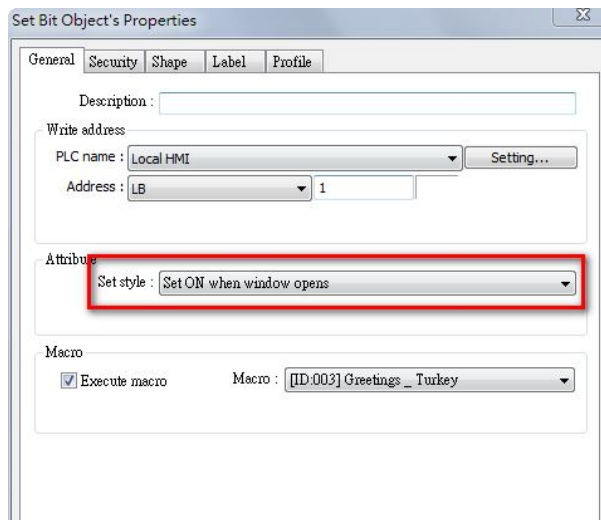 Set Bit Object's Properties
General Security Shape Label Profile
Description :
Write address
PLC name : Local HMI Setting...
Address : LB 1
Attribute
Set style : Set ON when window opens
Macro
Execute macro Macro : [ID:003] Greetings _ Turkey